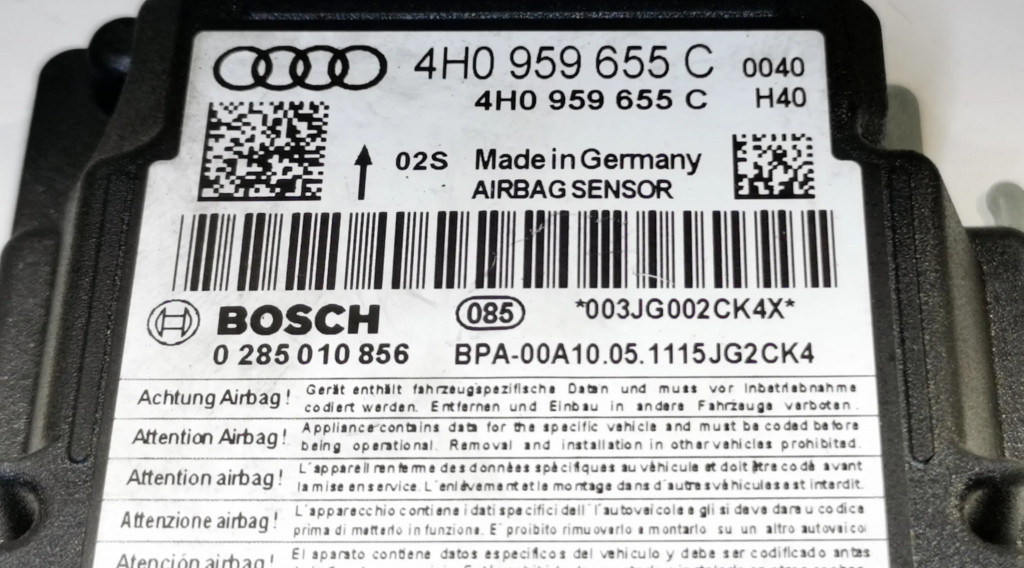 4H0 959 655 C 0040
4H0 959 655 C H40
02S Made in Germany
AIRBAG SENSOR
BOSCH 085 *003JG002CK4X*
0 285 010 856 BPA-00A10.05.1115JG2CK4
Achtung Airbag! Gerät enthält fahrzeugspezifische Daten und muss vor Inbetriebnahme
codiert werden. Entfernen und Einbau in andere Fahrzeuge verboten.
Attention Airbag! Appliance contains data for the specific vehicle and must be coded before
being operational. Removal and installation in other vehicles prohibited.
Attention airbag! L'appareil renferme des données spécifiques au véhicule et doit être codé avant
la mise en service. L'enlèvement et le montage dans d'autres véhicules est interdit.
Attenzione airbag! L'apparecchio contiene i dati specifici dell'l'autoveicolo e gli si deve dare u codice
prima di metterlo in funzione. E' proibito rimuoverlo o montarlo su un altro autoveicol
Atención airbag! El aparato contiene datos especificos del vehiculo y debe ser codificado antes